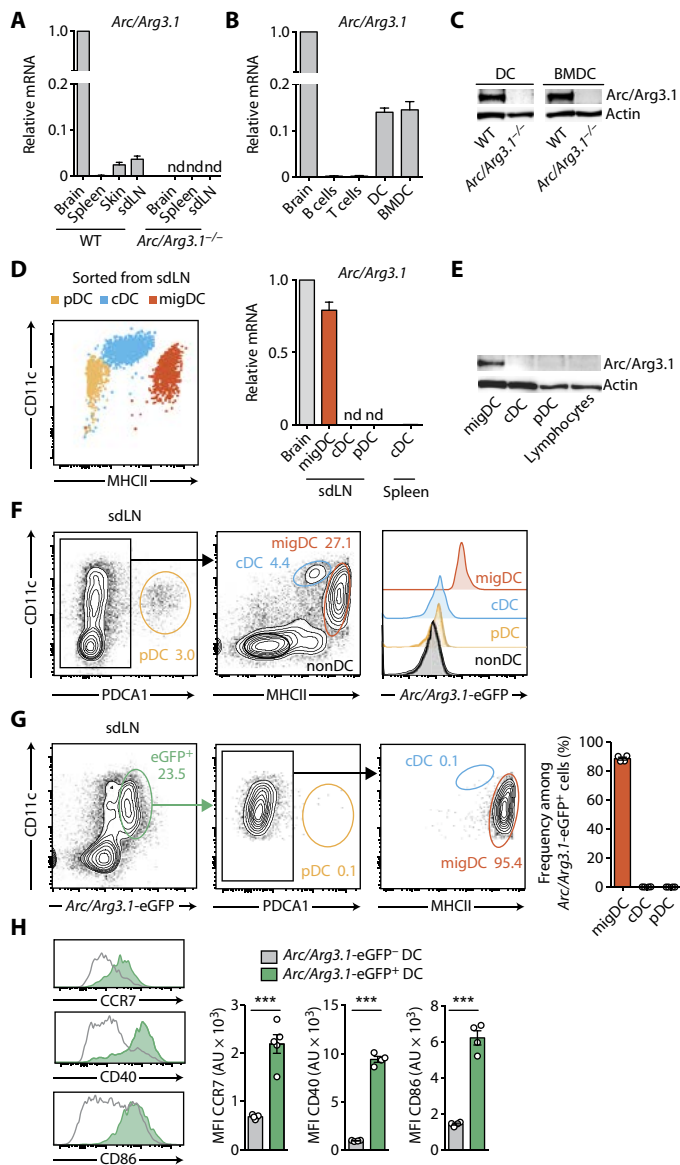 A
Arc/Arg3.1
Relative mRNA
1.0
0.2
0.1
0
nd nd nd
Brain
Spleen
Skin
sdLN
Brain
Spleen
sdLN
WT
Arc/Arg3.1−/−
B
Arc/Arg3.1
Relative mRNA
1.0
0.2
0.1
0
Brain
B cells
T cells
DC
BMDC
C
DC
BMDC
Arc/Arg3.1
Actin
WT
Arc/Arg3.1−/−
WT
Arc/Arg3.1−/−
D
Sorted from sdLN
pDC cDC migDC
CD11c
MHCII
Arc/Arg3.1
Relative mRNA
1.0
0.5
0
nd nd
Brain
migDC
cDC
pDC
cDC
sdLN
Spleen
E
Arc/Arg3.1
Actin
migDC
cDC
pDC
Lymphocytes
F
sdLN
CD11c
pDC 3.0
PDCA1
migDC 27.1
cDC 4.4
nonDC
MHCII
migDC
cDC
pDC
nonDC
Arc/Arg3.1-eGFP
G
sdLN
CD11c
eGFP+
23.5
Arc/Arg3.1-eGFP
pDC 0.1
PDCA1
cDC 0.1
migDC 95.4
MHCII
Frequency among
Arc/Arg3.1-eGFP+ cells (%)
100
80
60
40
20
0
migDC
cDC
pDC
H
Arc/Arg3.1-eGFP− DC
Arc/Arg3.1-eGFP+ DC
CCR7
CD40
CD86
MFI CCR7 (AU × 10³)
3
2
1
0
***
MFI CD40 (AU × 10³)
15
10
5
0
***
MFI CD86 (AU × 10³)
8
6
4
2
0
***